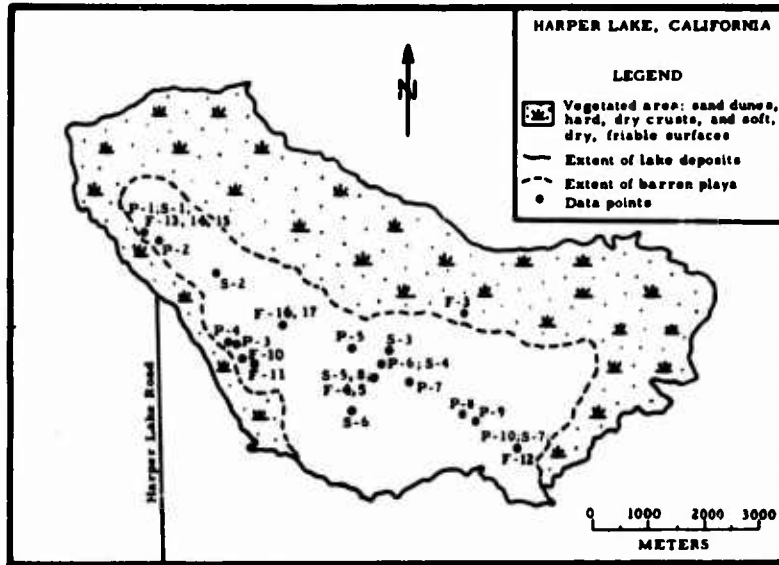 HARPER LAKE, CALIFORNIA
LEGEND
Vegetated area: sand dunes,
hard, dry crusts, and soft,
dry, friable surfaces
Extent of lake deposits
Extent of barren playa
Data points
N
P-1; S-1,
F-13, 14, 15
P-2
S-2
F-16, 17
P-4
P-3
F-10
F-11
P-5
S-3
P-6; S-4
S-5, 8
P-7
S-6
P-8
P-9
P-10; S-7
F-12
Harper Lake Road
0 1000 2000 3000
METERS